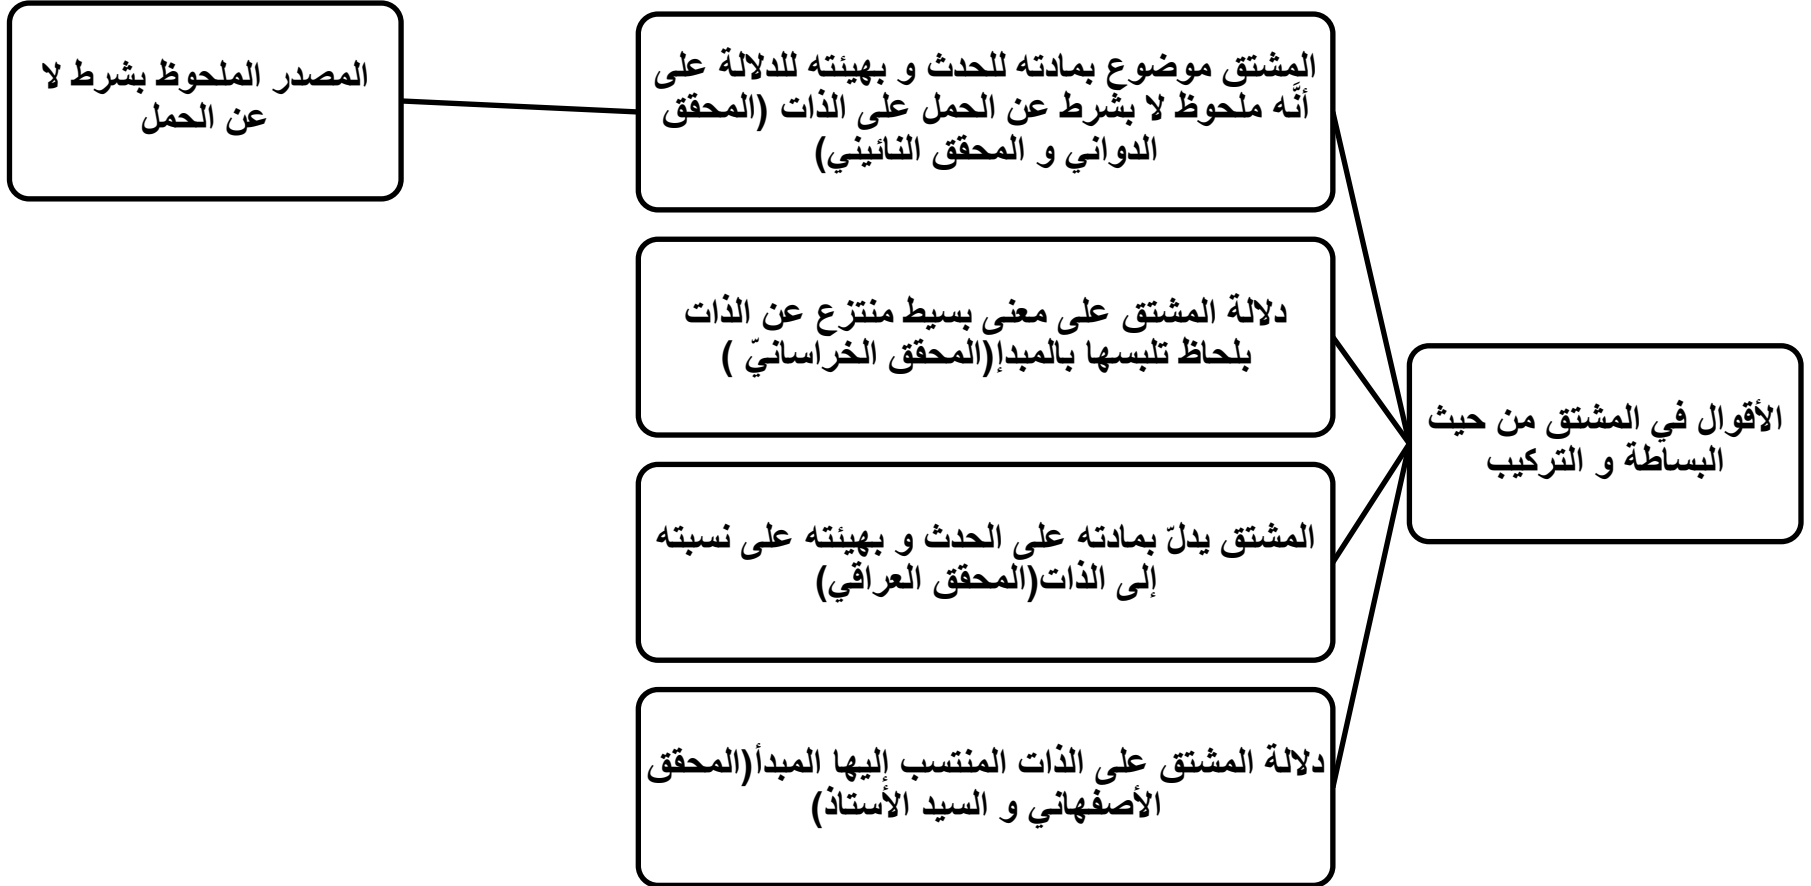 الأقوال في المشتق من حيث
البساطة و التركيب
المشتق موضوع بمادته للحدث و بهيئته للدلالة على
أنَّه ملحوظ لا بشرط عن الحمل على الذات (المحقق
الدواني و المحقق النائيني)
المصدر الملحوظ بشرط لا
عن الحمل
دلالة المشتق على معنى بسيط منتزع عن الذات
بلحاظ تلبسها بالمبدإ(المحقق الخراسانيّ )
المشتق يدلّ بمادته على الحدث و بهيئته على نسبته
إلى الذات(المحقق العراقي)
دلالة المشتق على الذات المنتسب إليها المبدأ(المحقق
الأصفهاني و السيد الأستاذ)